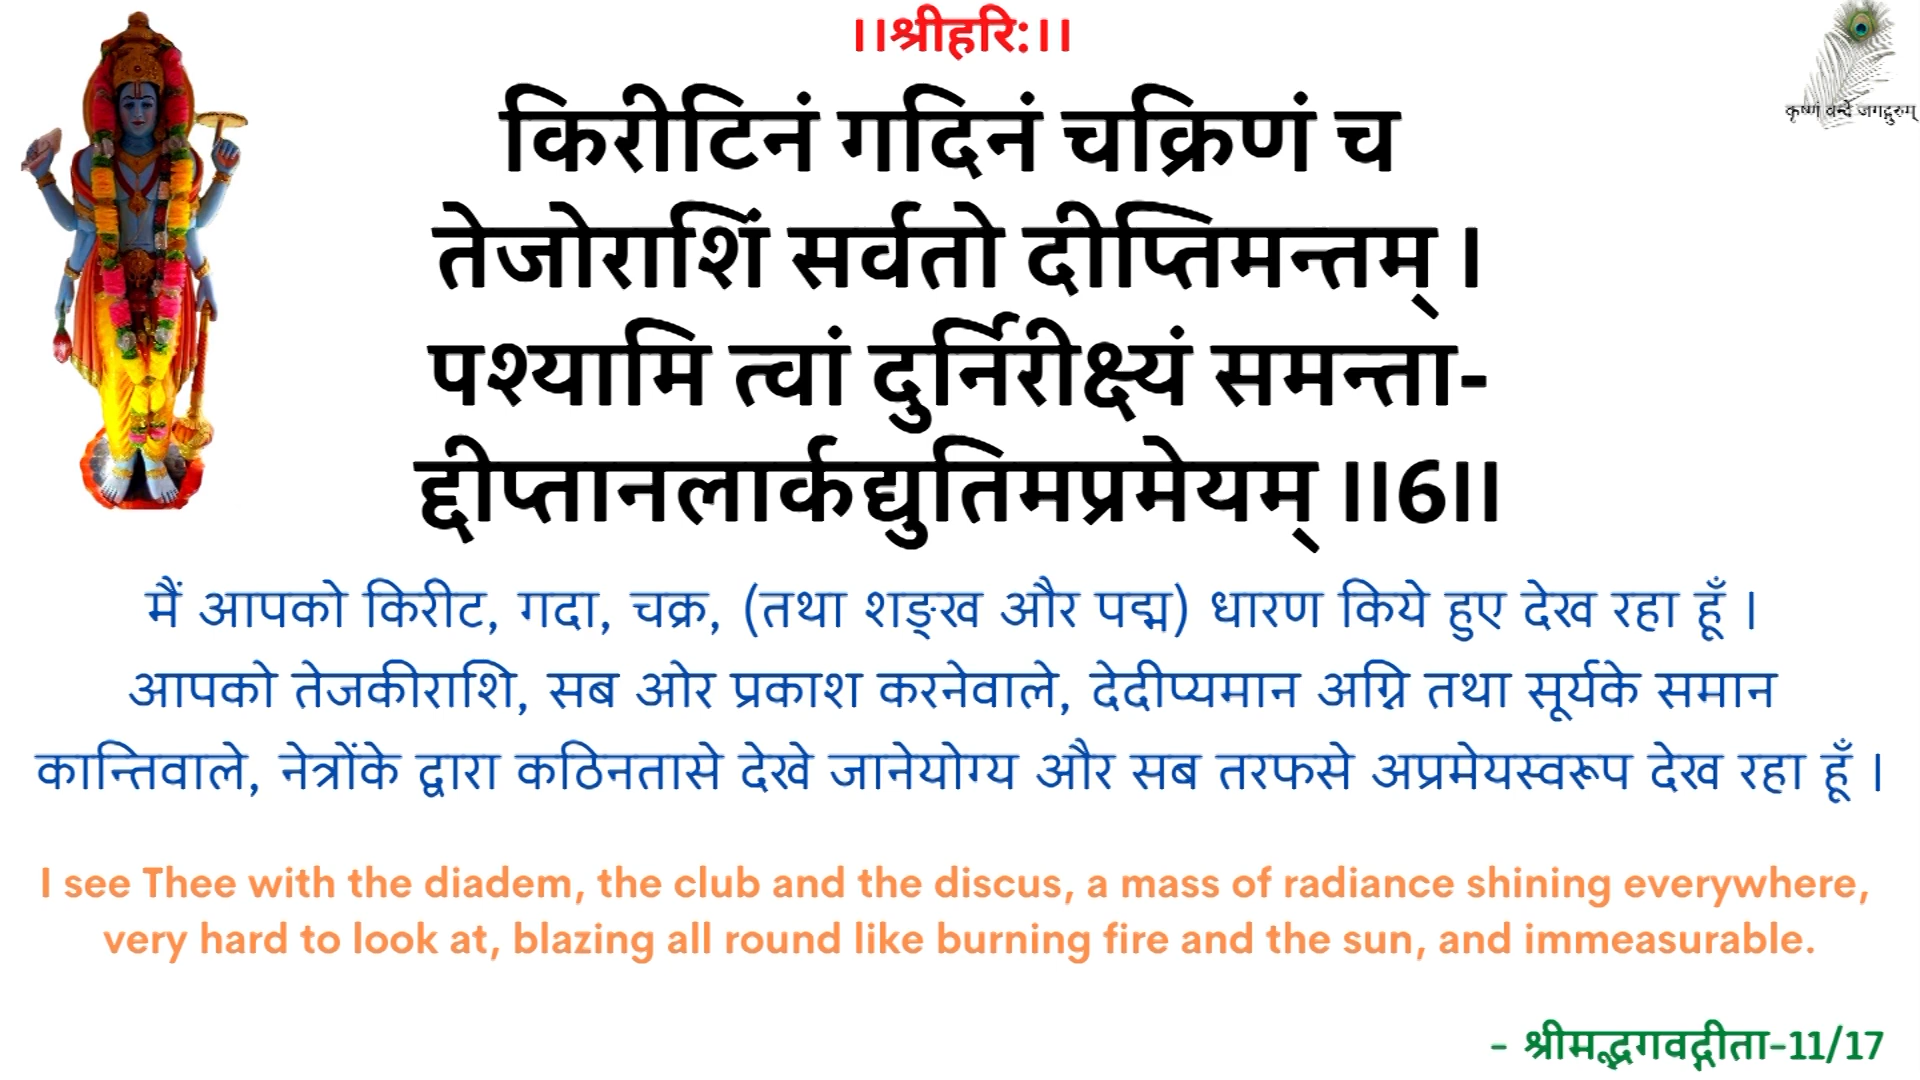 ।।श्रीहरि:।।
कृष्णं वन्दे जगद्गुरुम्
किरीटिनं गदिनं चक्रिणं च
तेजोराशिं सर्वतो दीप्तिमन्तम् ।
पश्यामि त्वां दुर्निरीक्ष्यं समन्ता-
द्दीप्तानलार्कद्युतिमप्रमेयम् ।।6।।
मैं आपको किरीट, गदा, चक्र, (तथा शङ्ख और पद्म) धारण किये हुए देख रहा हूँ ।
आपको तेजकीराशि, सब ओर प्रकाश करनेवाले, देदीप्यमान अग्नि तथा सूर्यके समान
कान्तिवाले, नेत्रोंके द्वारा कठिनतासे देखे जानेयोग्य और सब तरफसे अप्रमेयस्वरूप देख रहा हूँ ।
I see Thee with the diadem, the club and the discus, a mass of radiance shining everywhere,
very hard to look at, blazing all round like burning fire and the sun, and immeasurable.
- श्रीमद्भगवद्गीता-11/17